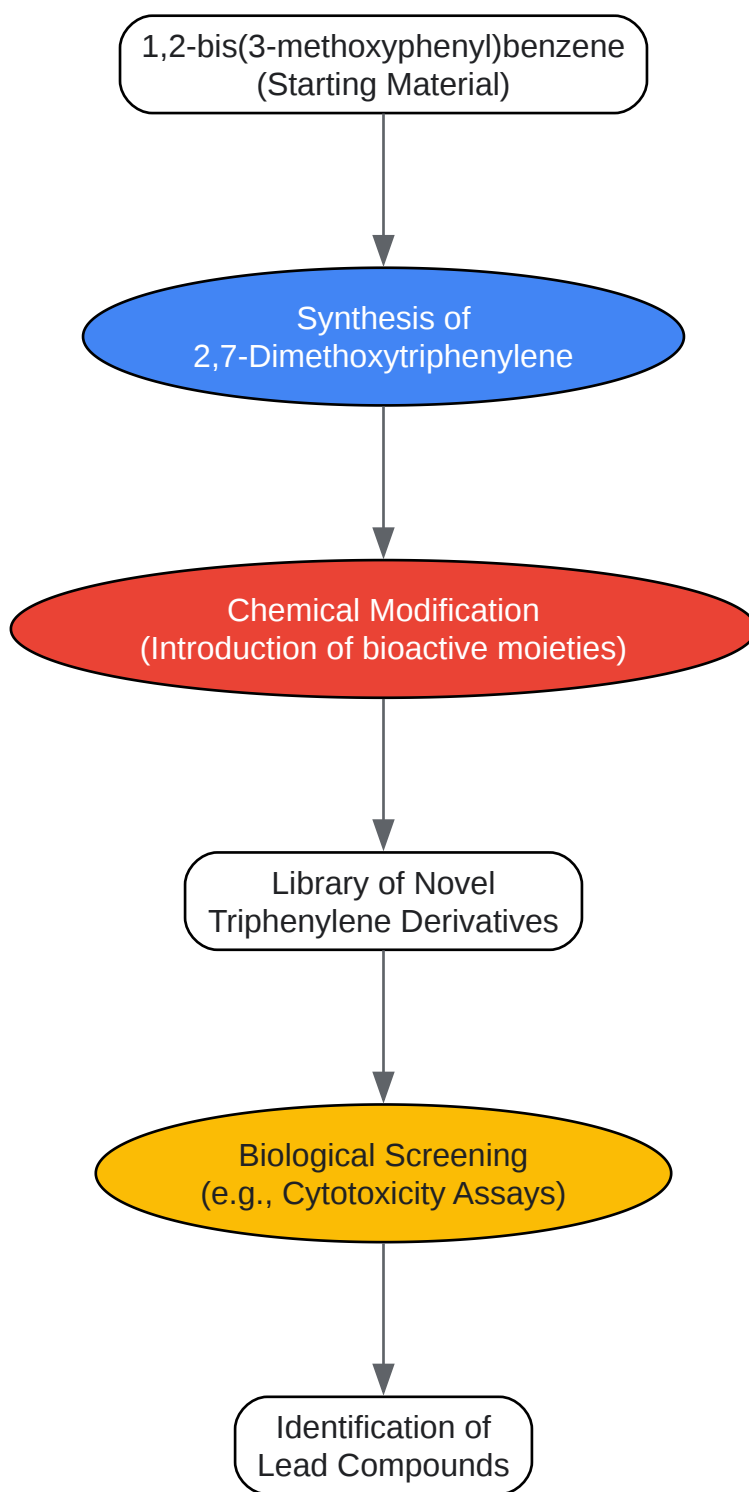 1,2-bis(3-methoxyphenyl)benzene
(Starting Material)
Synthesis of
2,7-Dimethoxytriphenylene
Chemical Modification
(Introduction of bioactive moieties)
Library of Novel
Triphenylene Derivatives
Biological Screening
(e.g., Cytotoxicity Assays)
Identification of
Lead Compounds